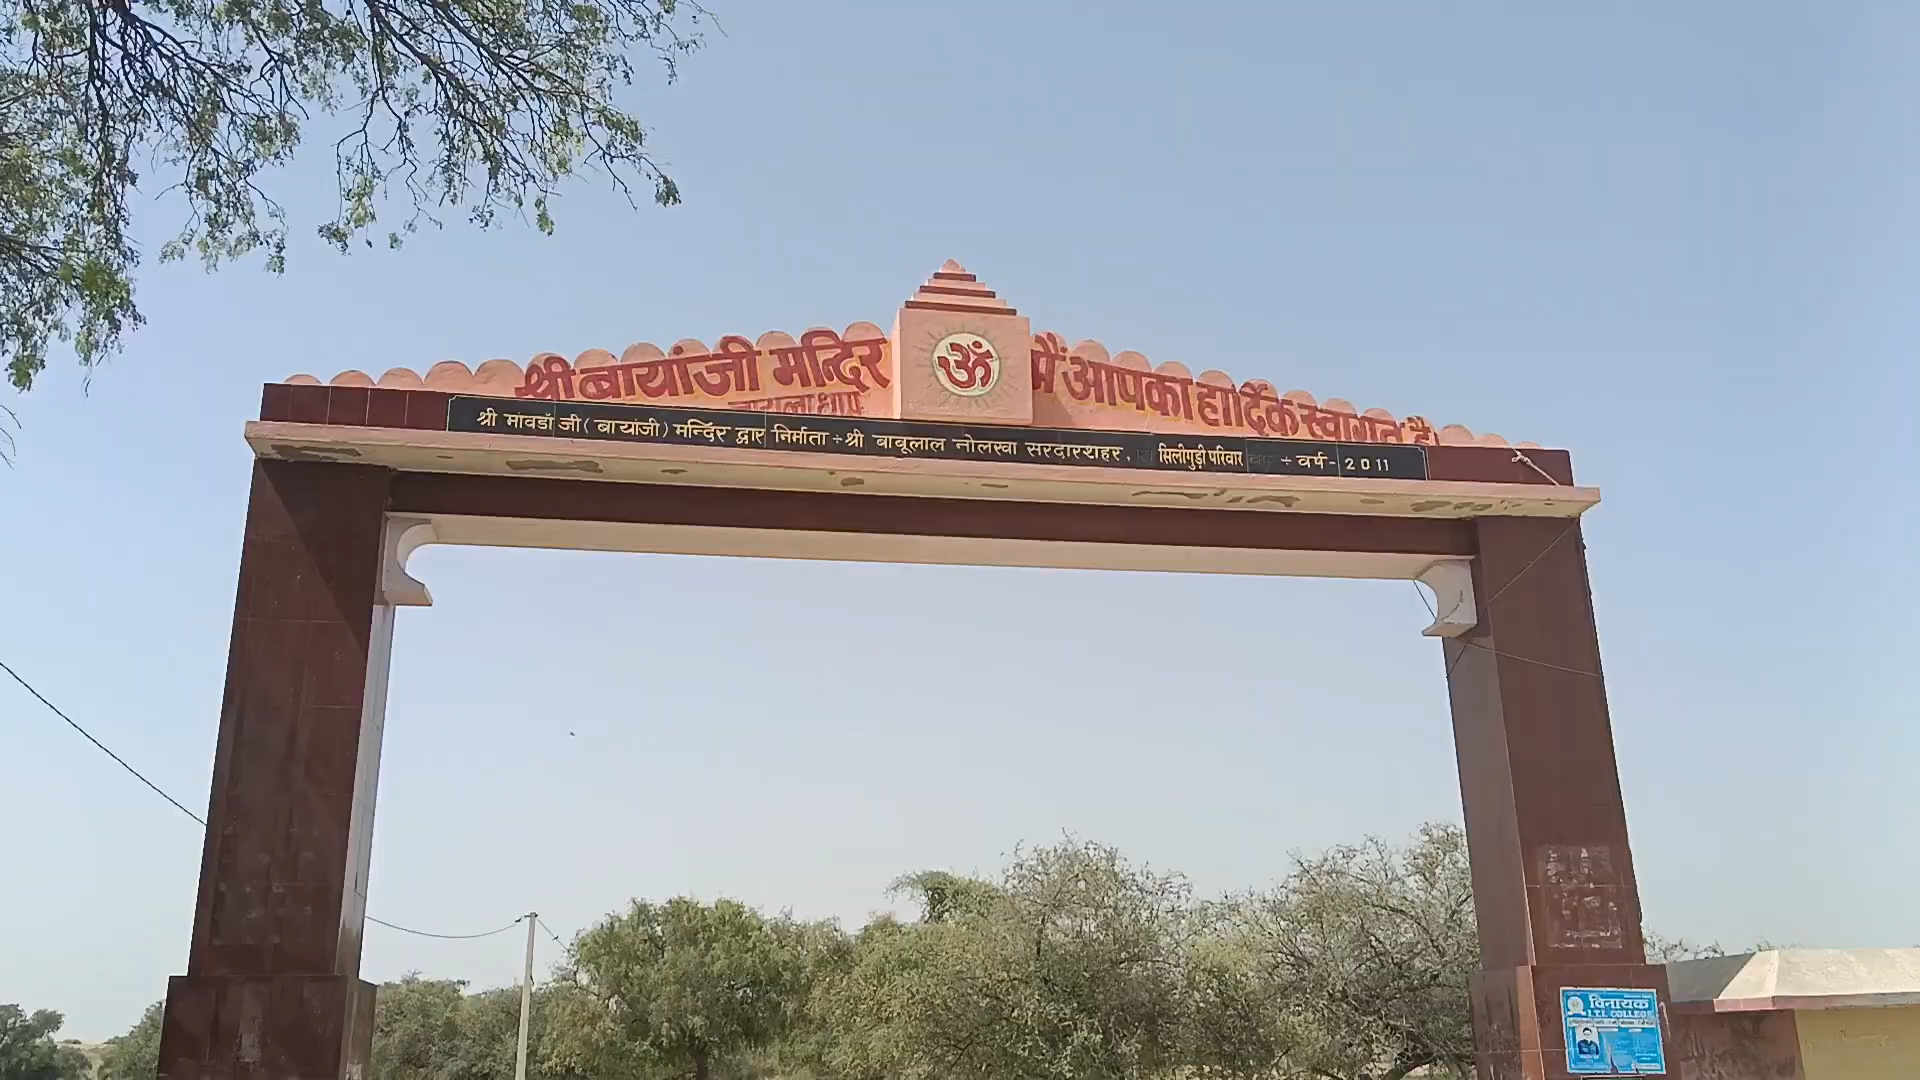 श्री बायांजी मन्दिर ॐ में आपका हार्दिक स्वागत है
श्री मांवडाँ जी ( बायांजी ) मन्दिर द्वार निर्माता ÷ श्री बाबूलाल नोलखा सरदारशहर, सिलीगुड़ी परिवार ÷ वर्ष - 2011
विनायक
I.T.I. COLLEGE